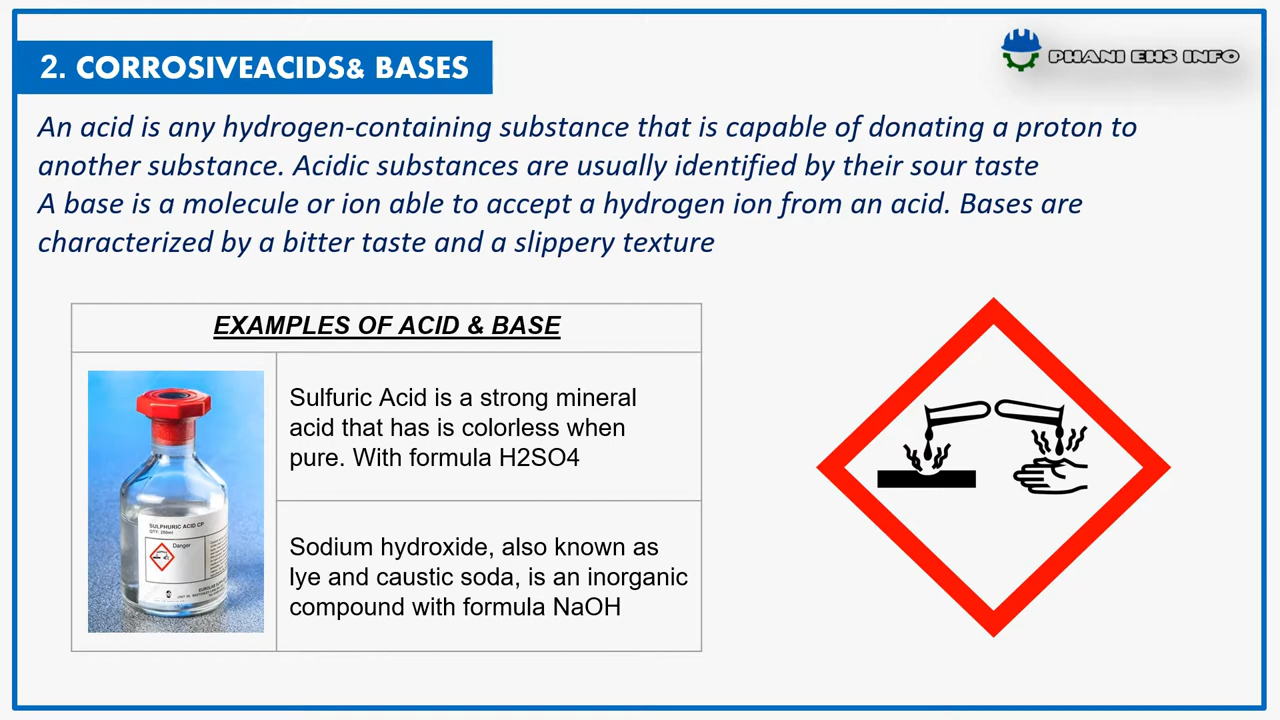 2. CORROSIVEACIDS& BASES
PHANI EHS INFO
An acid is any hydrogen-containing substance that is capable of donating a proton to
another substance. Acidic substances are usually identified by their sour taste
A base is a molecule or ion able to accept a hydrogen ion from an acid. Bases are
characterized by a bitter taste and a slippery texture
EXAMPLES OF ACID & BASE
Sulfuric Acid is a strong mineral
acid that has is colorless when
pure. With formula H2SO4
Sodium hydroxide, also known as
lye and caustic soda, is an inorganic
compound with formula NaOH
SULPHURIC ACID CP
QTY: 250ml
Danger